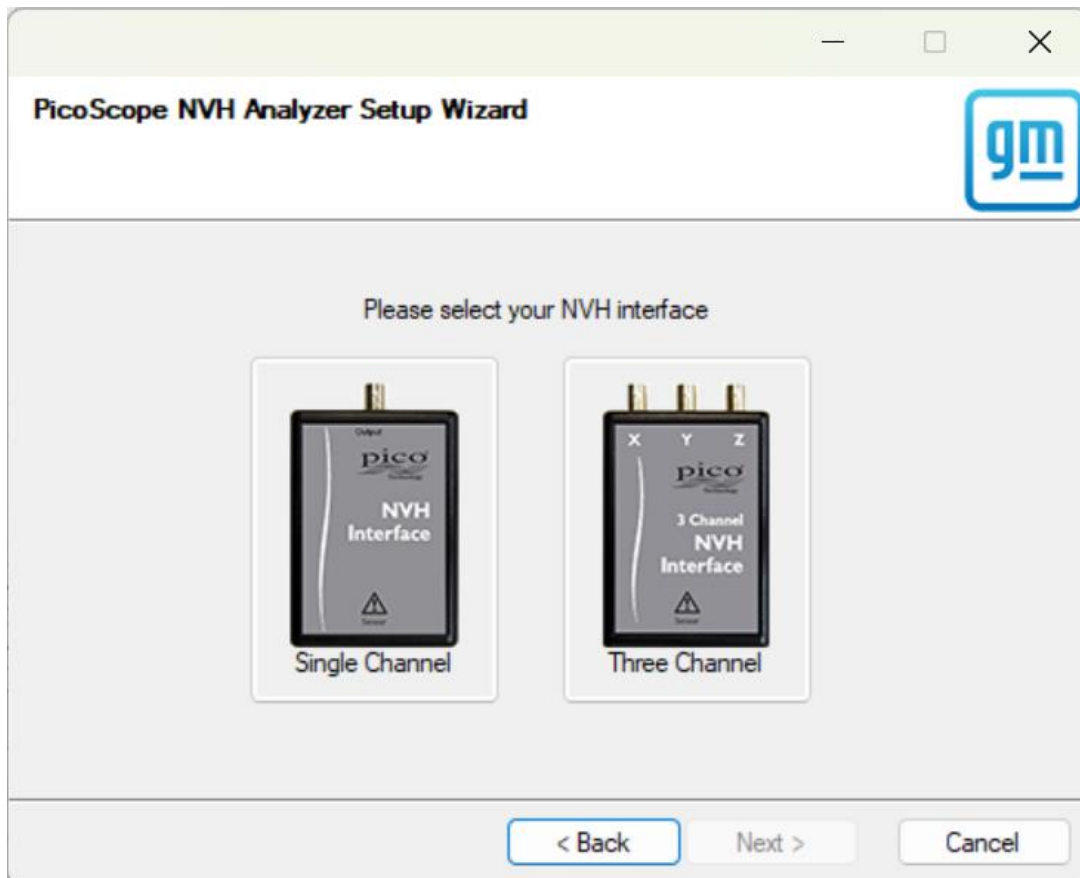 PicoScope NVH Analyzer Setup Wizard
gm
Please select your NVH interface
Output
pico
Technology
NVH
Interface
Sensor
Single Channel
X Y Z
pico
Technology
3 Channel
NVH
Interface
Sensor
Three Channel
< Back
Next >
Cancel